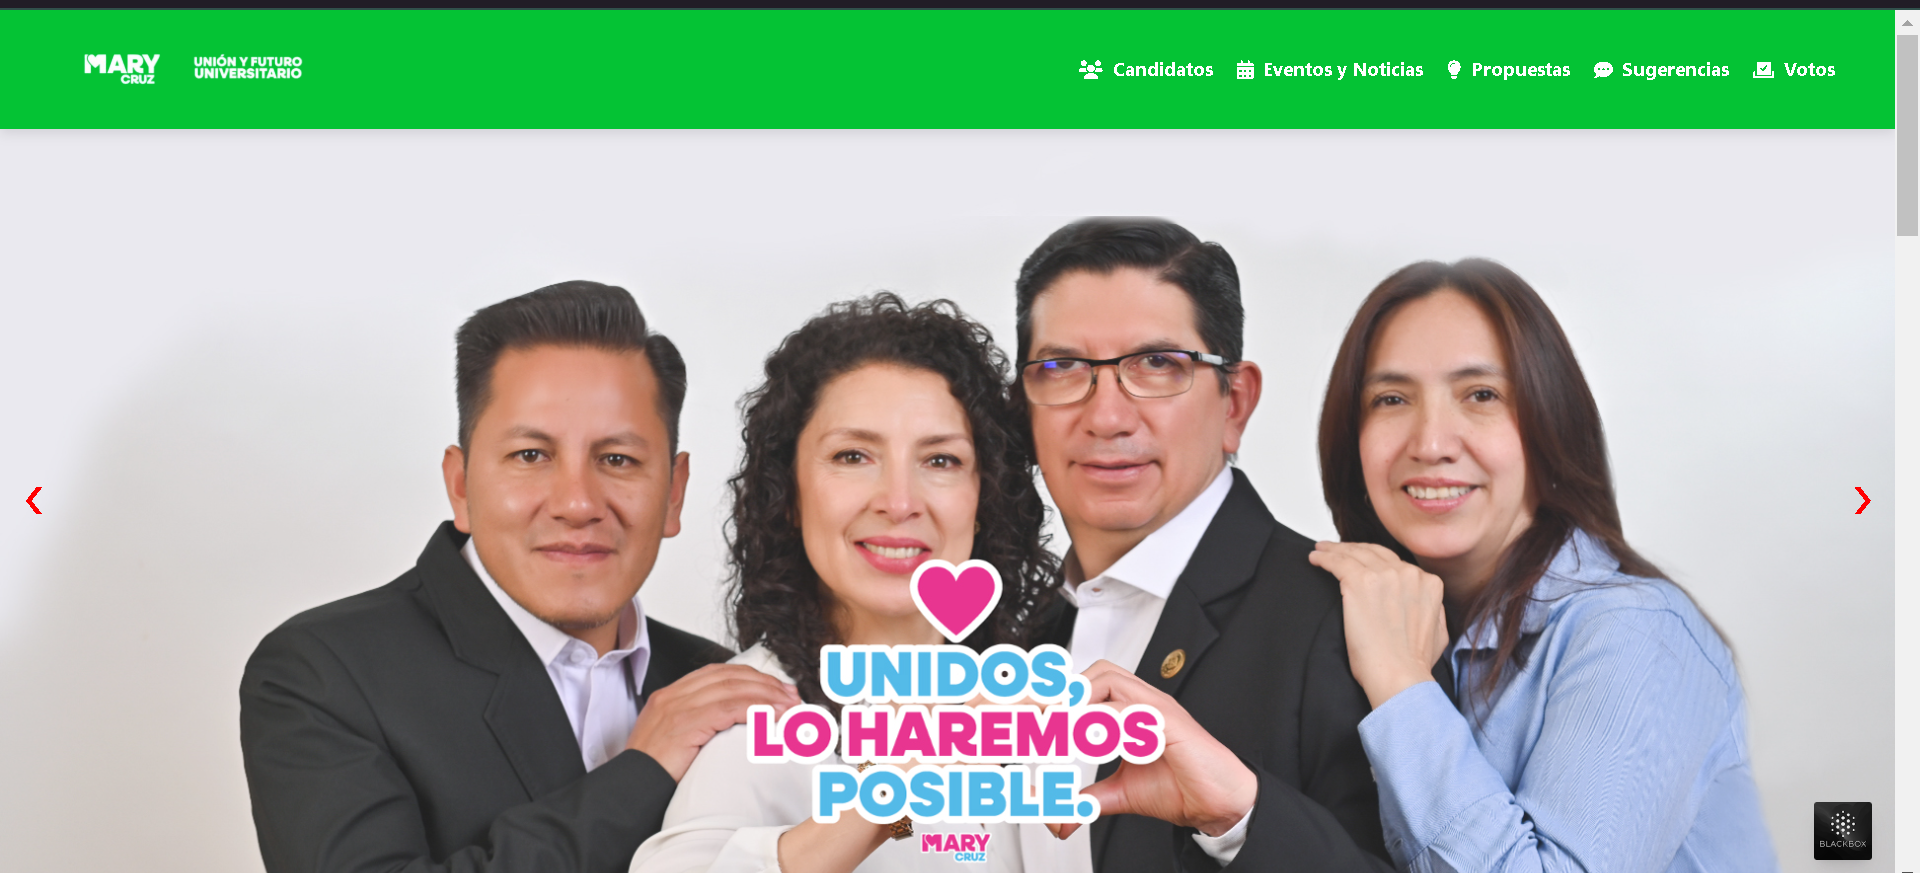 MARY
CRUZ
UNIÓN Y FUTURO
UNIVERSITARIO
Candidatos
Eventos y Noticias
Propuestas
Sugerencias
Votos
UNIDOS,
LO HAREMOS
POSIBLE.
MARY
CRUZ
BLACKBOX